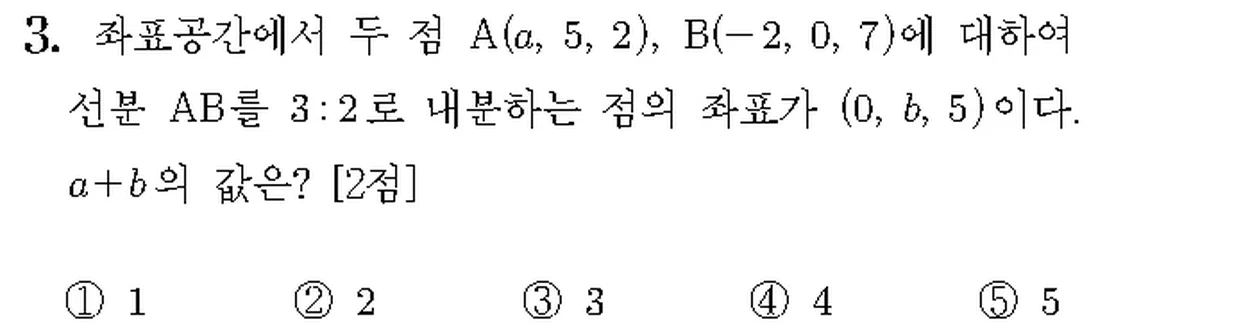 3. 좌표공간에서 두 점 A(a, 5, 2), B(−2, 0, 7)에 대하여
선분 AB를 3:2로 내분하는 점의 좌표가 (0, b, 5)이다.
a+b의 값은? [2점]
① 1 ② 2 ③ 3 ④ 4 ⑤ 5